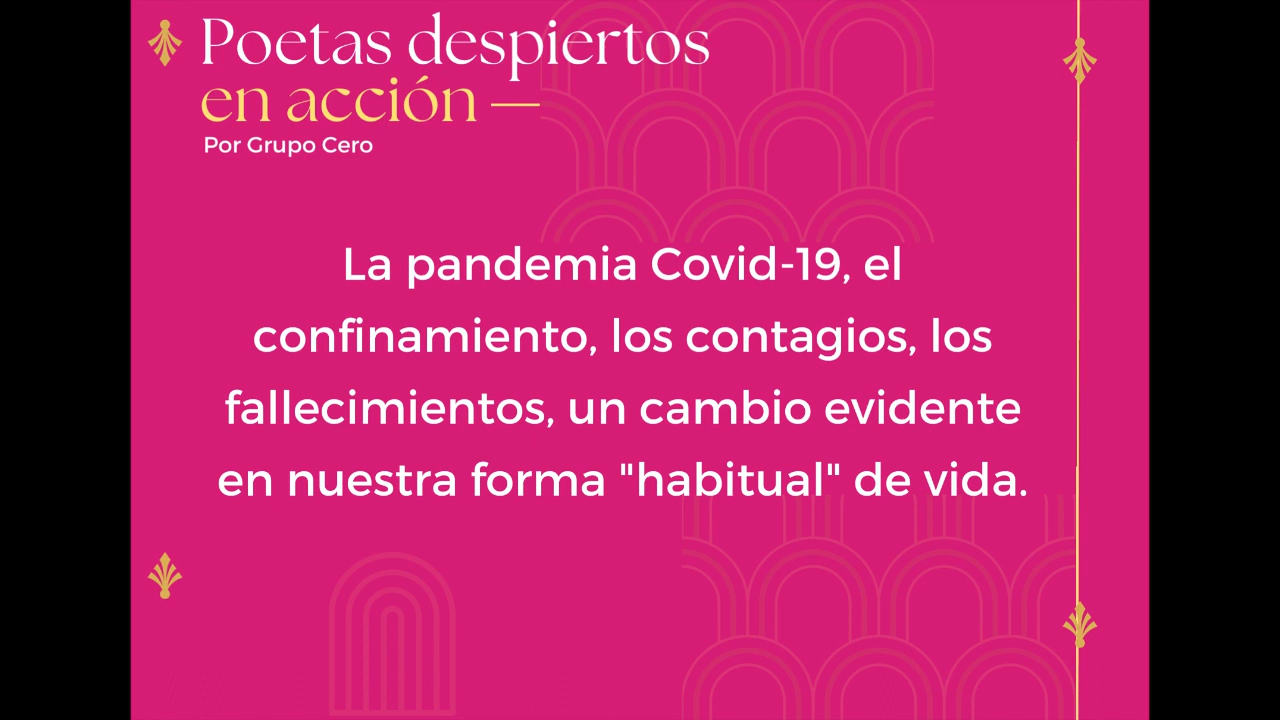 Poetas despiertos
en acción —
Por Grupo Cero
La pandemia Covid-19, el
confinamiento, los contagios, los
fallecimientos, un cambio evidente
en nuestra forma "habitual" de vida.